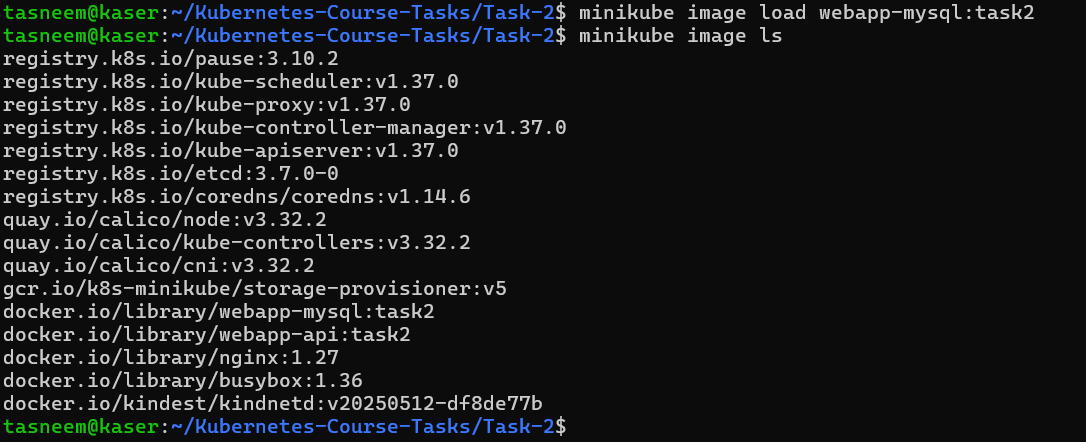 tasneem@kaser:~/Kubernetes-Course-Tasks/Task-2$ minikube image load webapp-mysql:task2
tasneem@kaser:~/Kubernetes-Course-Tasks/Task-2$ minikube image ls
registry.k8s.io/pause:3.10.2
registry.k8s.io/kube-scheduler:v1.37.0
registry.k8s.io/kube-proxy:v1.37.0
registry.k8s.io/kube-controller-manager:v1.37.0
registry.k8s.io/kube-apiserver:v1.37.0
registry.k8s.io/etcd:3.7.0-0
registry.k8s.io/coredns/coredns:v1.14.6
quay.io/calico/node:v3.32.2
quay.io/calico/kube-controllers:v3.32.2
quay.io/calico/cni:v3.32.2
gcr.io/k8s-minikube/storage-provisioner:v5
docker.io/library/webapp-mysql:task2
docker.io/library/webapp-api:task2
docker.io/library/nginx:1.27
docker.io/library/busybox:1.36
docker.io/kindest/kindnetd:v20250512-df8de77b
tasneem@kaser:~/Kubernetes-Course-Tasks/Task-2$